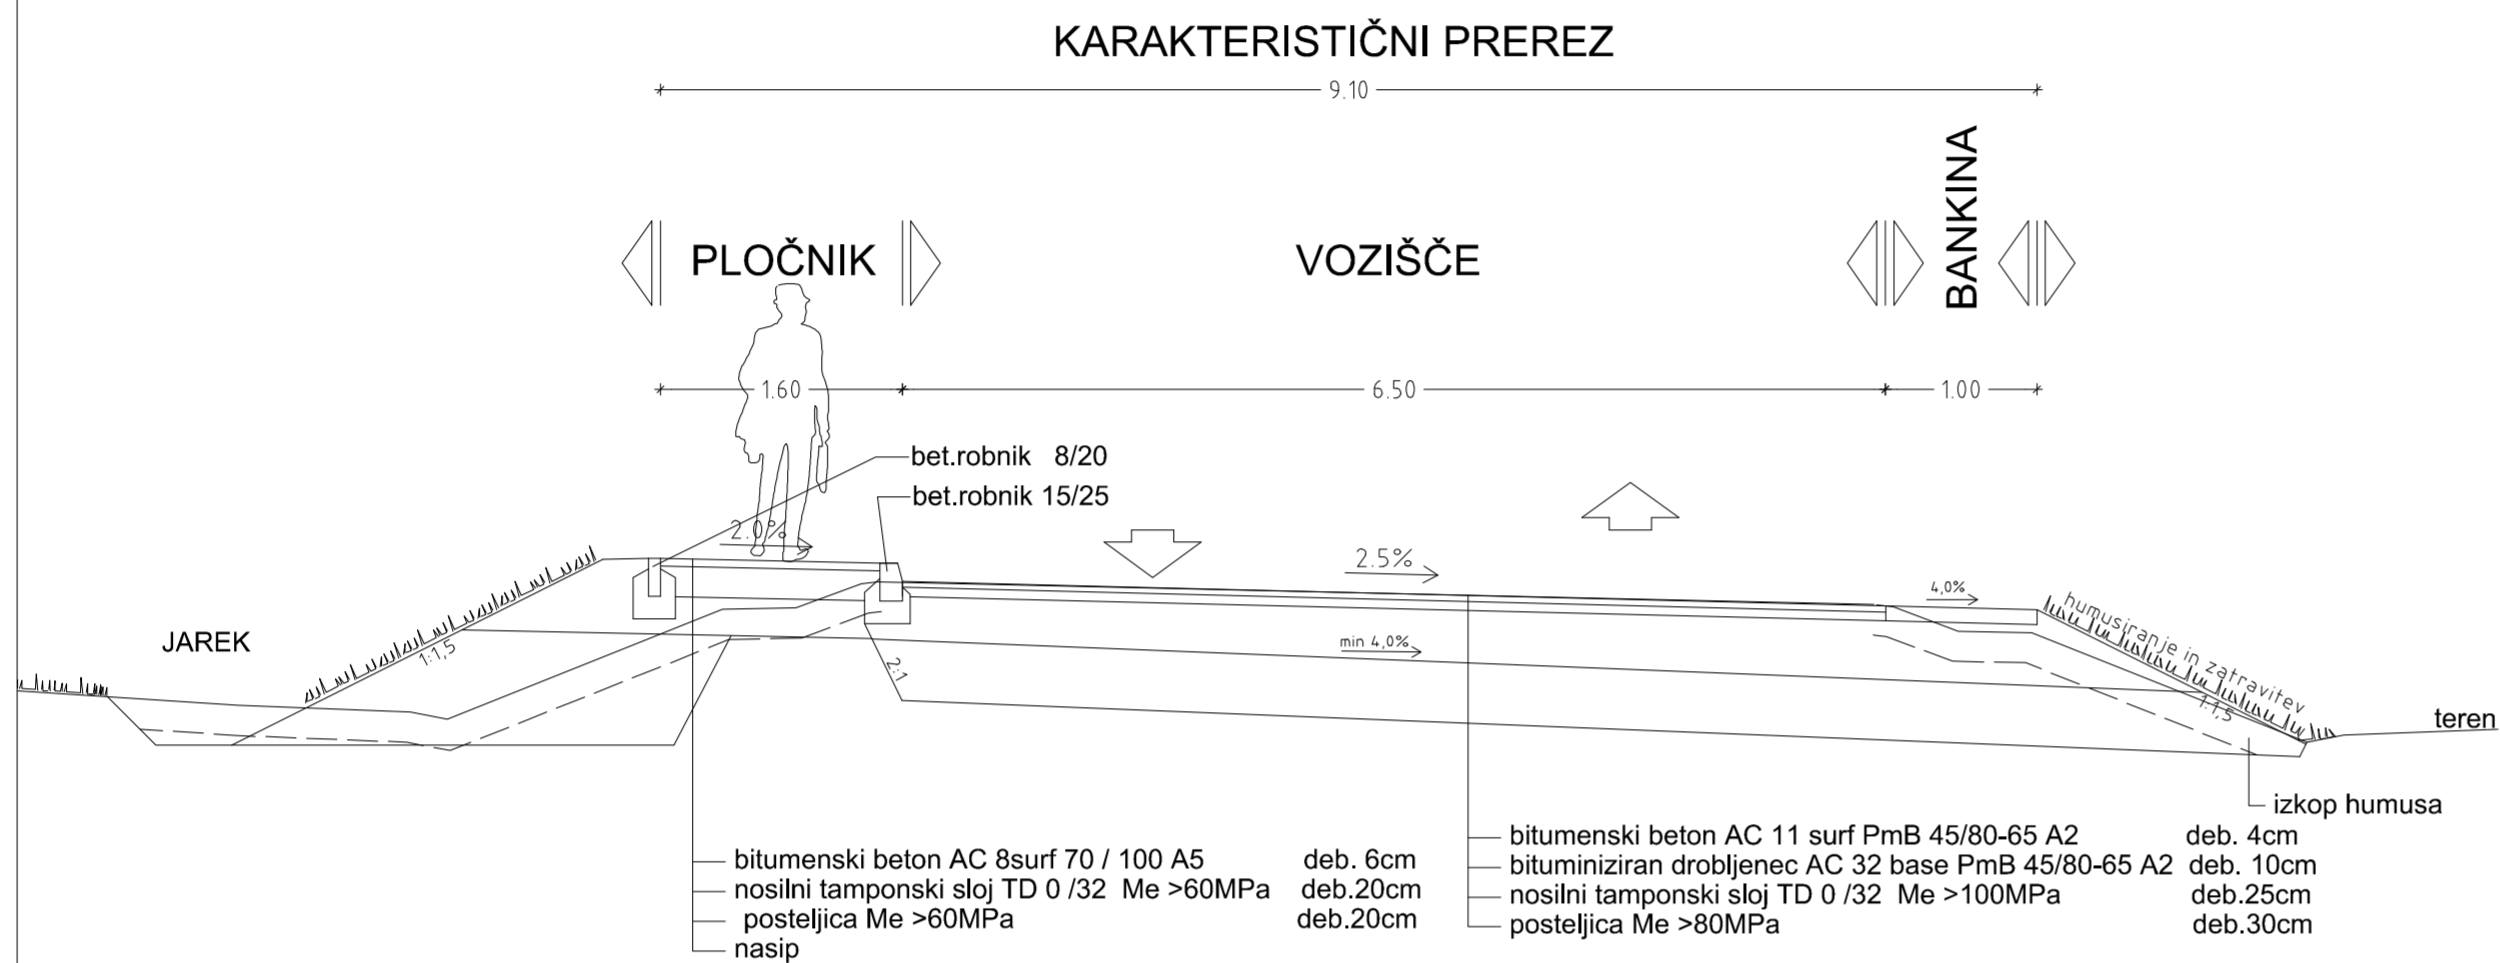 KARAKTERISTIČNI PREREZ
9.10
PLOČNIK
VOZIŠČE
BANKINA
1.60
6.50
1.00
bet.robnik 8/20
bet.robnik 15/25
2.0%
2.5%
4,0%
min 4,0%
JAREK
1:1,5
2:1
humusiranje in zatravitev
1:1,5
teren
izkop humusa
bitumenski beton AC 8surf 70 / 100 A5 deb. 6cm
nosilni tamponski sloj TD 0 /32 Me >60MPa deb.20cm
posteljica Me >60MPa deb.20cm
nasip
bitumenski beton AC 11 surf PmB 45/80-65 A2 deb. 4cm
bituminiziran drobljenec AC 32 base PmB 45/80-65 A2 deb. 10cm
nosilni tamponski sloj TD 0 /32 Me >100MPa deb.25cm
posteljica Me >80MPa deb.30cm